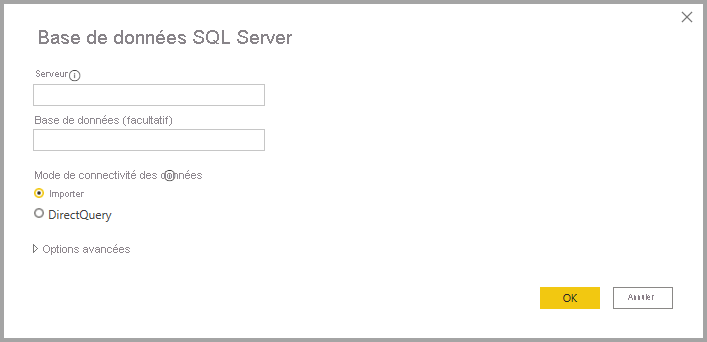 Base de données SQL Server
Serveur
Base de données (facultatif)
Mode de connectivité des données
Importer
DirectQuery
Options avancées
OK
Annuler